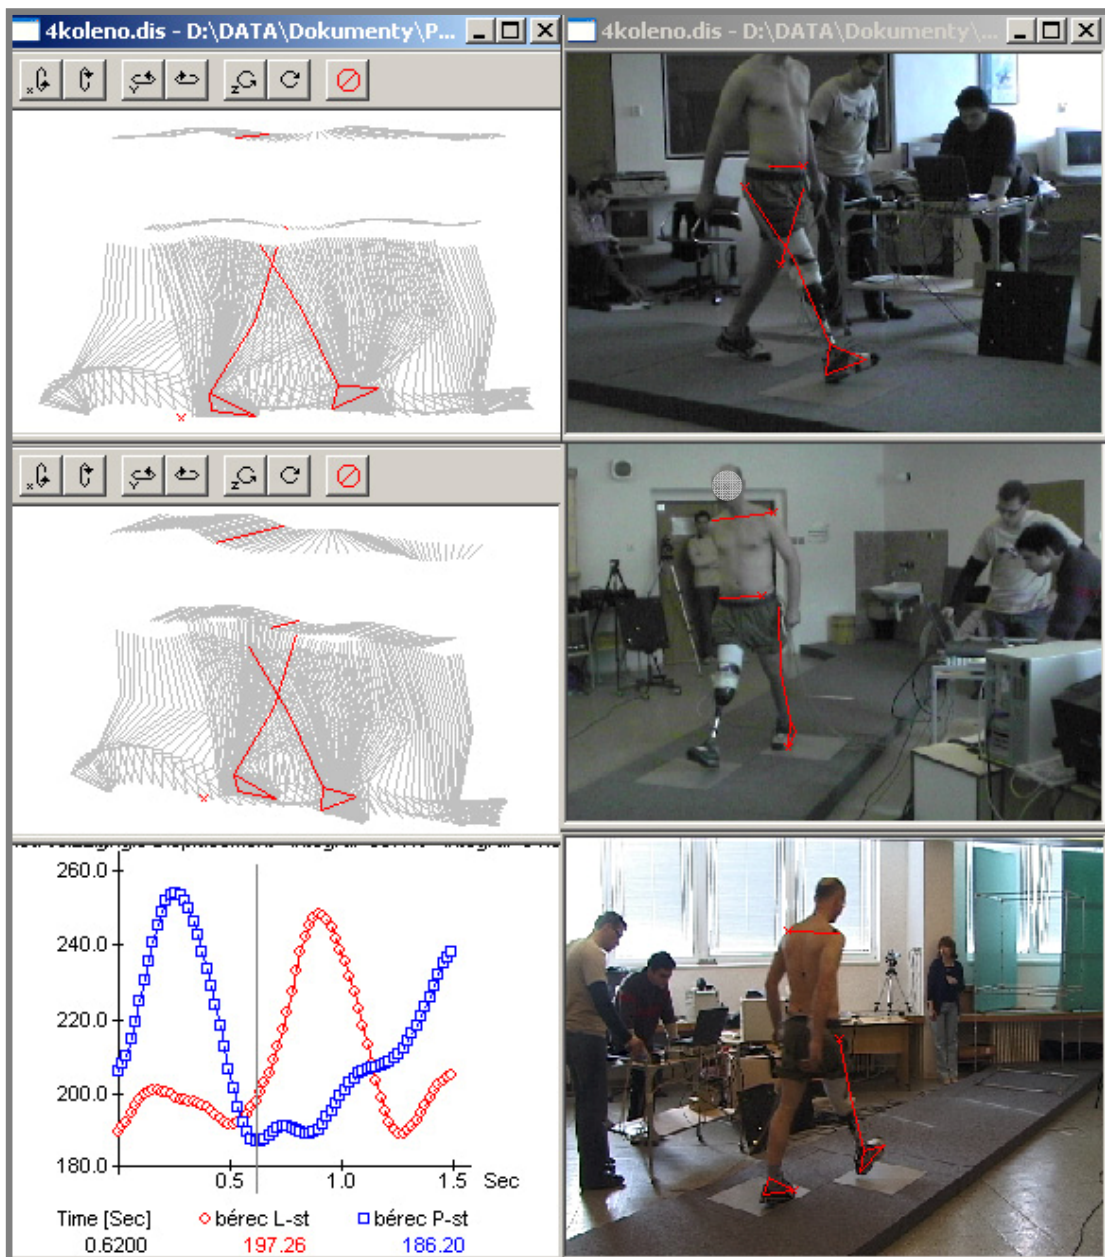 4koleno.dis - D:\DATA\Dokumenty\P...
4koleno.dis - D:\DATA\Dokumenty\...
x
Y
z
x
Y
z
260.0
240.0
220.0
200.0
180.0
0.5
1.0
1.5
Sec
Time [Sec]
bérec L-st
bérec P-st
0.6200
197.26
186.20